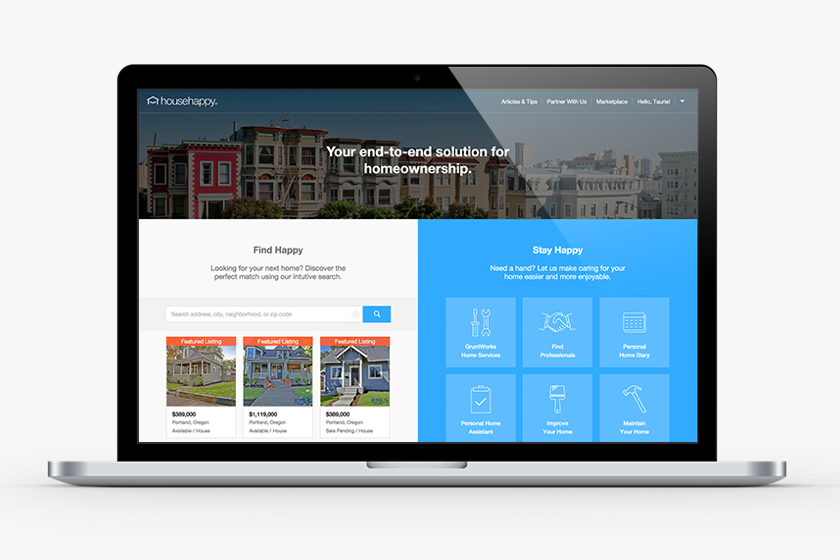 househappy
Articles & Tips
Partner With Us
Marketplace
Hello, Taurie!
Your end-to-end solution for
homeownership.
Find Happy
Looking for your next home? Discover the
perfect match using our intutive search.
Search address, city, neighborhood, or zip code
Featured Listing
$389,000
Portland, Oregon
Available / House
Featured Listing
$1,119,000
Portland, Oregon
Available / House
Featured Listing
RMLS
$389,000
Portland, Oregon
Sale Pending / House
Stay Happy
Need a hand? Let us make caring for your
home easier and more enjoyable.
GruntWorks
Home Services
Find
Professionals
Personal
Home Diary
Personal Home
Assistant
Improve
Your Home
Maintain
Your Home